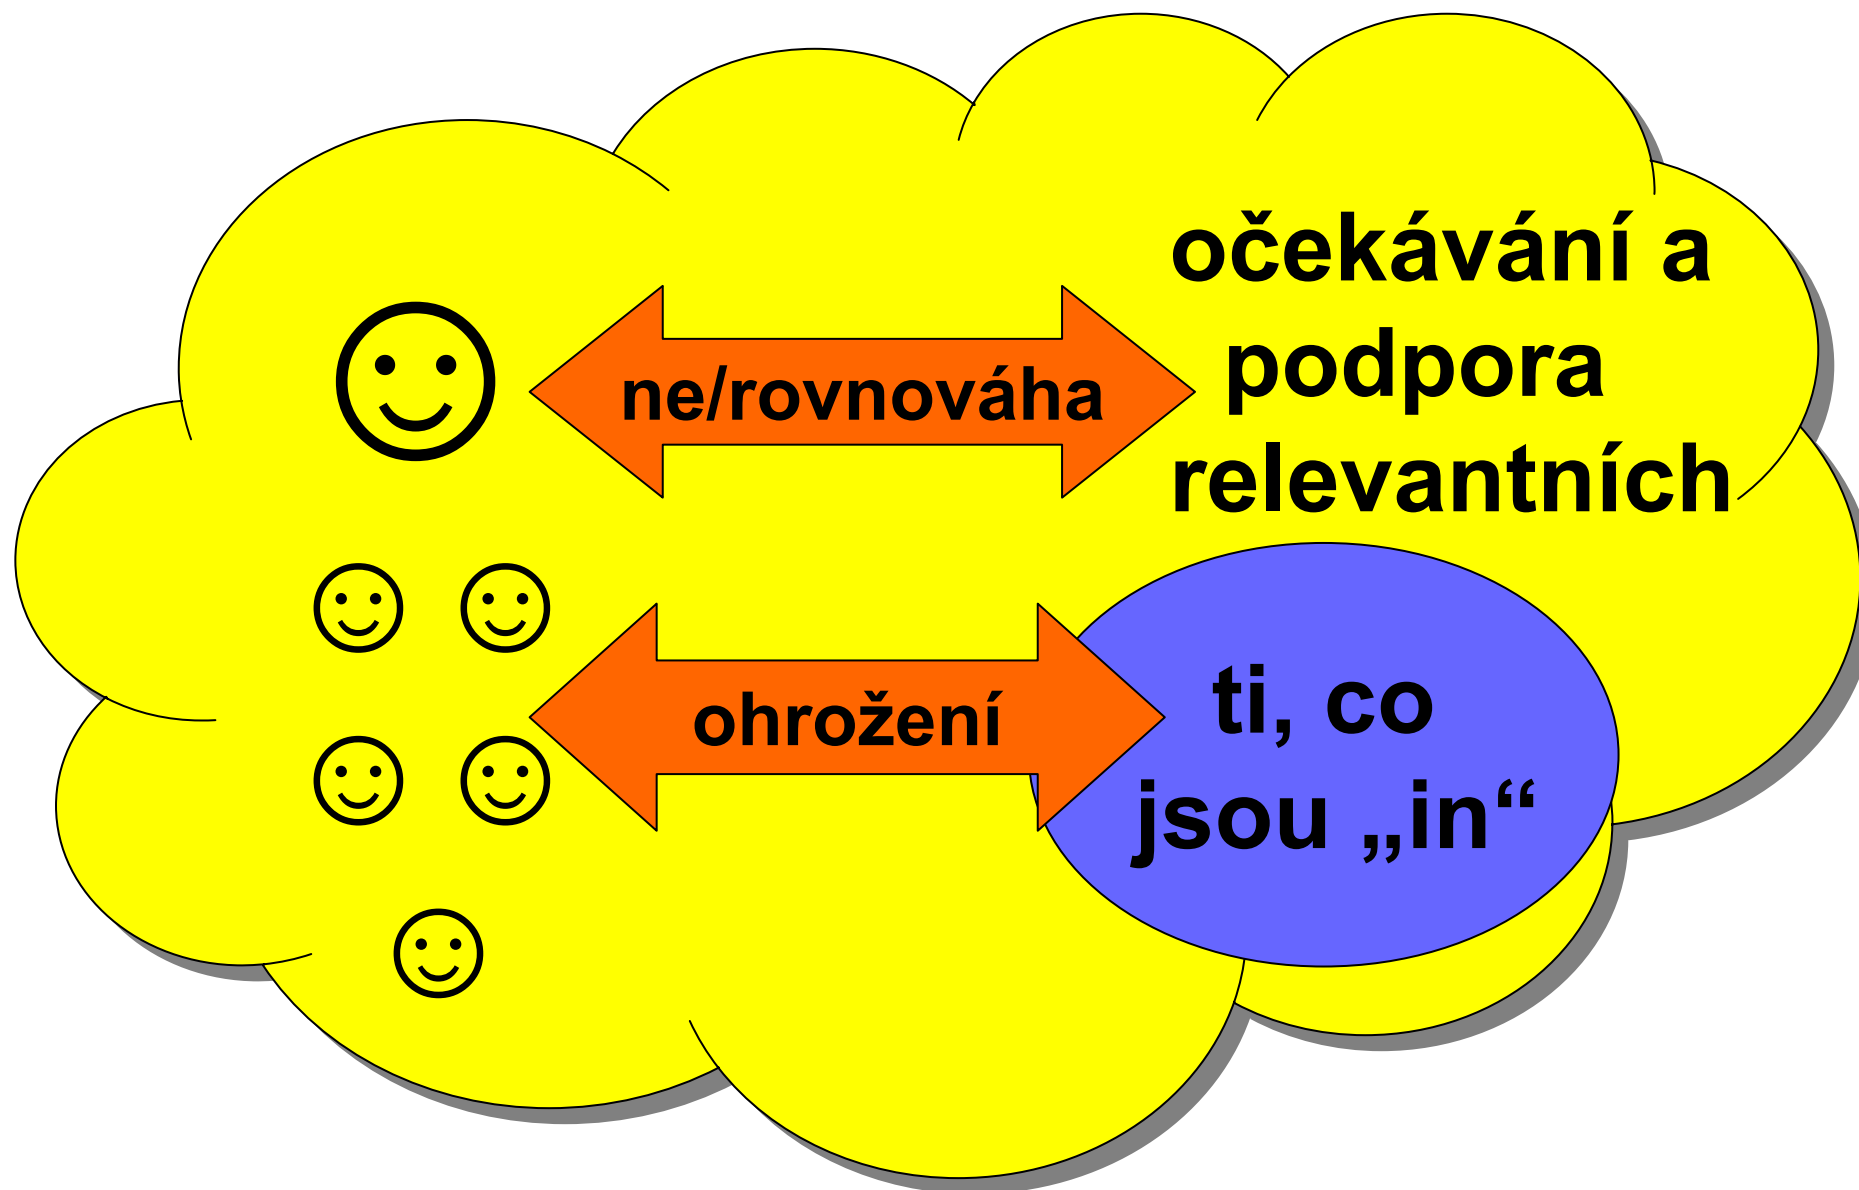 očekávání a
podpora
relevantních
ne/rovnováha
ohrožení
ti, co
jsou „in“